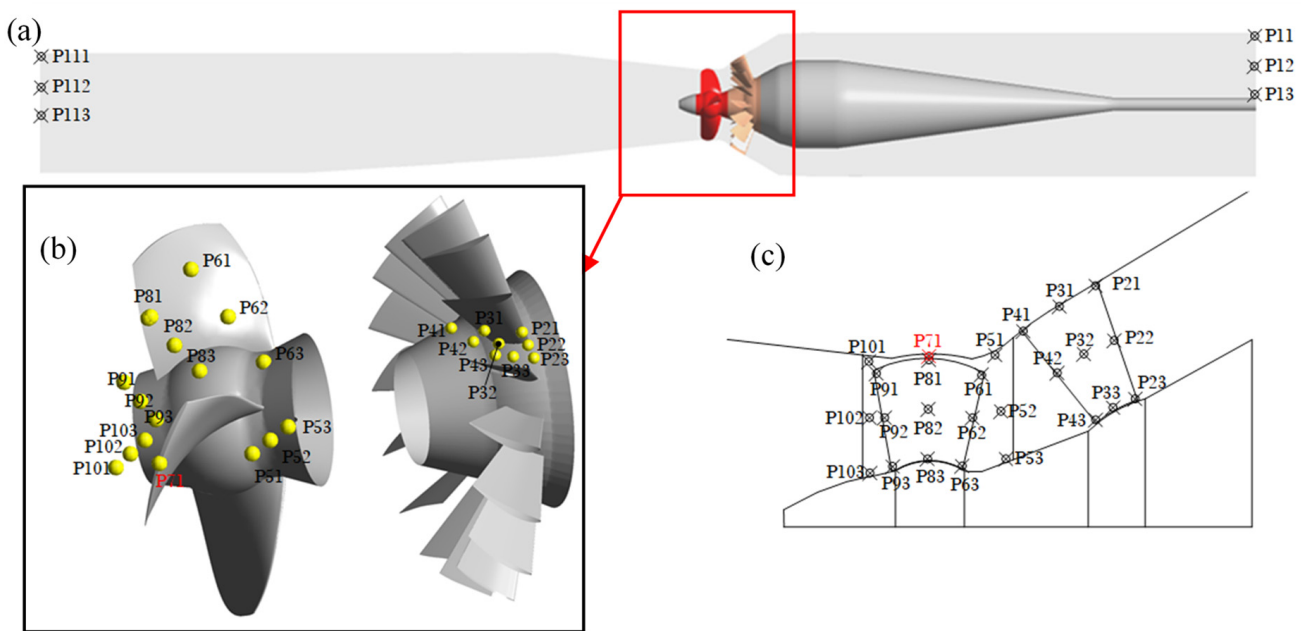 (a)
P111
P112
P113
P11
P12
P13
(b)
P61
P81
P62
P82
P83
P63
P91
P92
P93
P103
P102
P101
P71
P53
P52
P51
P41
P31
P21
P42
P22
P43
P33
P23
P32
(c)
P21
P31
P41
P71
P51
P101
P22
P32
P81
P91
P61
P42
P23
P33
P102
P92
P82
P62
P52
P43
P103
P93
P83
P63
P53